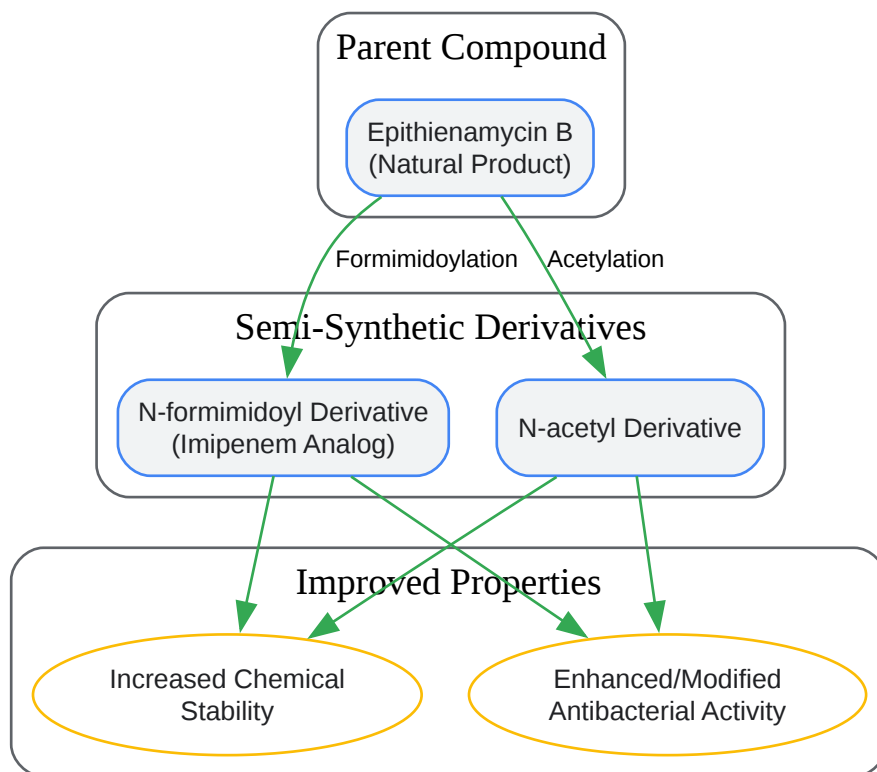 Parent Compound
Epithienamycin B
(Natural Product)
Formimidoylation
Acetylation
Semi-Synthetic Derivatives
N-formimidoyl Derivative
(Imipenem Analog)
N-acetyl Derivative
Improved Properties
Increased Chemical
Stability
Enhanced/Modified
Antibacterial Activity